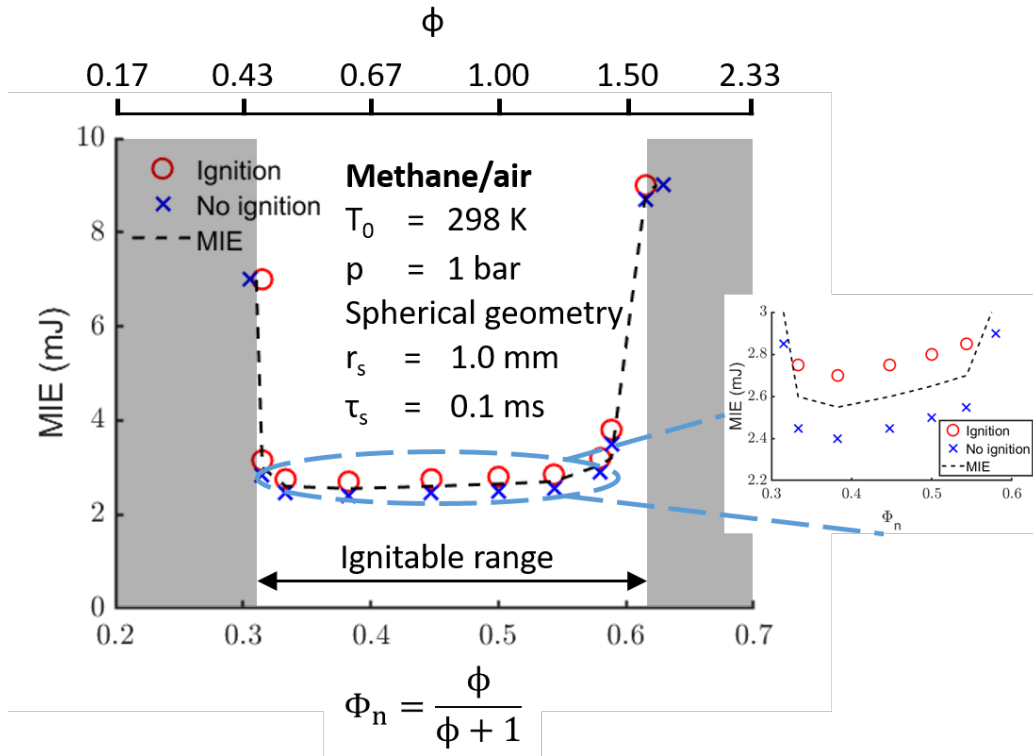 ϕ
0.17 0.43 0.67 1.00 1.50 2.33
10
8
6
4
2
0
MIE (mJ)
Ignition
No ignition
MIE
Methane/air
T₀ = 298 K
p = 1 bar
Spherical geometry
rₛ = 1.0 mm
τₛ = 0.1 ms
Ignitable range
0.2 0.3 0.4 0.5 0.6 0.7
Φₙ = ϕ / (ϕ + 1)
3
2.8
2.6
2.4
2.2
MIE (mJ)
Ignition
No ignition
MIE
0.3 0.4 0.5 0.6
Φₙ